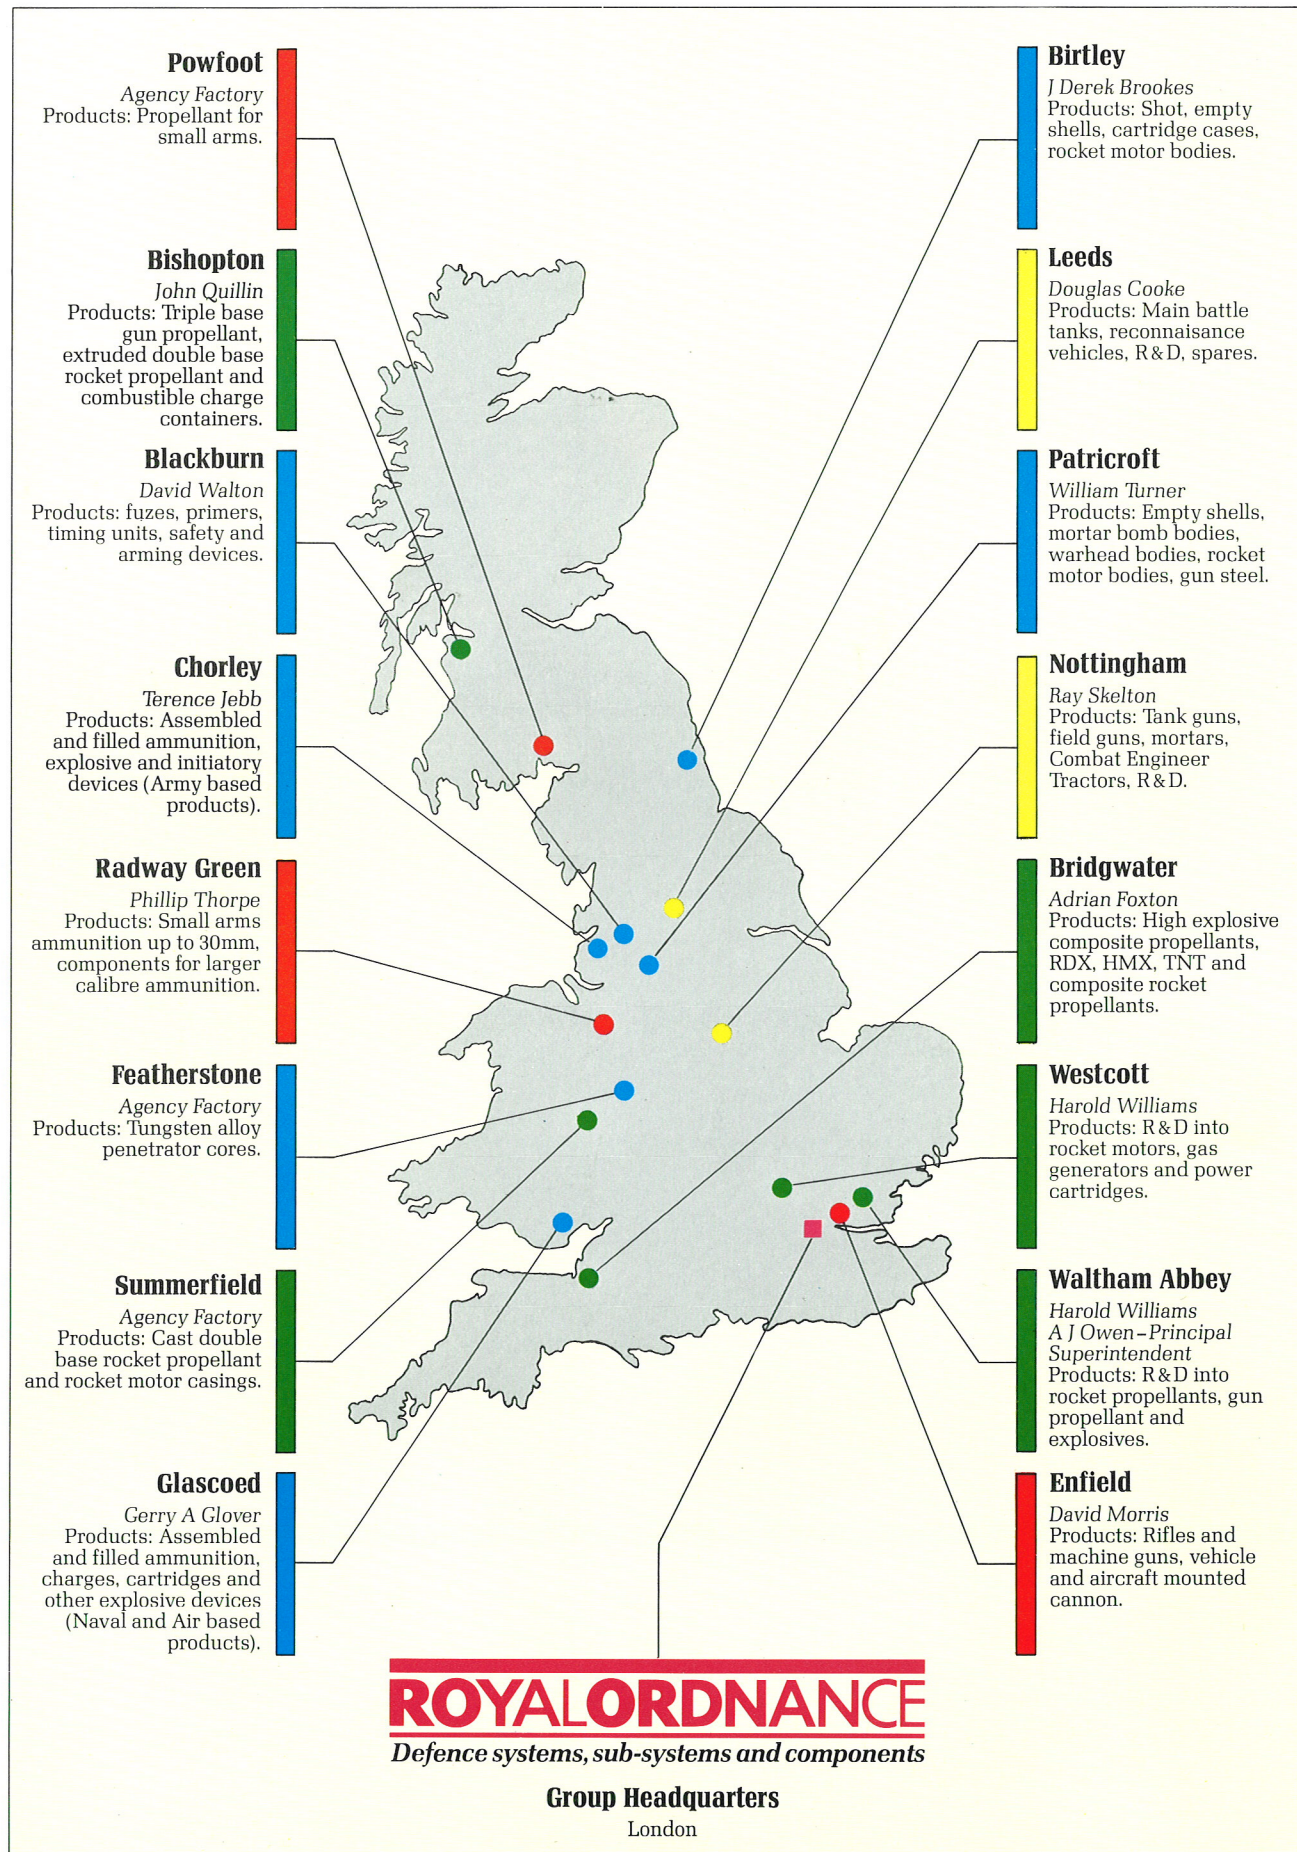 Powfoot
Agency Factory
Products: Propellant for
small arms.
Bishopton
John Quillin
Products: Triple base
gun propellant,
extruded double base
rocket propellant and
combustible charge
containers.
Blackburn
David Walton
Products: fuzes, primers,
timing units, safety and
arming devices.
Chorley
Terence Jebb
Products: Assembled
and filled ammunition,
explosive and initiatory
devices (Army based
products).
Radway Green
Phillip Thorpe
Products: Small arms
ammunition up to 30mm,
components for larger
calibre ammunition.
Featherstone
Agency Factory
Products: Tungsten alloy
penetrator cores.
Summerfield
Agency Factory
Products: Cast double
base rocket propellant
and rocket motor casings.
Glascoed
Gerry A Glover
Products: Assembled
and filled ammunition,
charges, cartridges and
other explosive devices
(Naval and Air based
products).
Birtley
J Derek Brookes
Products: Shot, empty
shells, cartridge cases,
rocket motor bodies.
Leeds
Douglas Cooke
Products: Main battle
tanks, reconnaisance
vehicles, R&D, spares.
Patricroft
William Turner
Products: Empty shells,
mortar bomb bodies,
warhead bodies, rocket
motor bodies, gun steel.
Nottingham
Ray Skelton
Products: Tank guns,
field guns, mortars,
Combat Engineer
Tractors, R&D.
Bridgwater
Adrian Foxton
Products: High explosive
composite propellants,
RDX, HMX, TNT and
composite rocket
propellants.
Westcott
Harold Williams
Products: R&D into
rocket motors, gas
generators and power
cartridges.
Waltham Abbey
Harold Williams
A J Owen–Principal
Superintendent
Products: R&D into
rocket propellants, gun
propellant and
explosives.
Enfield
David Morris
Products: Rifles and
machine guns, vehicle
and aircraft mounted
cannon.
ROYAL ORDNANCE
Defence systems, sub-systems and components
Group Headquarters
London